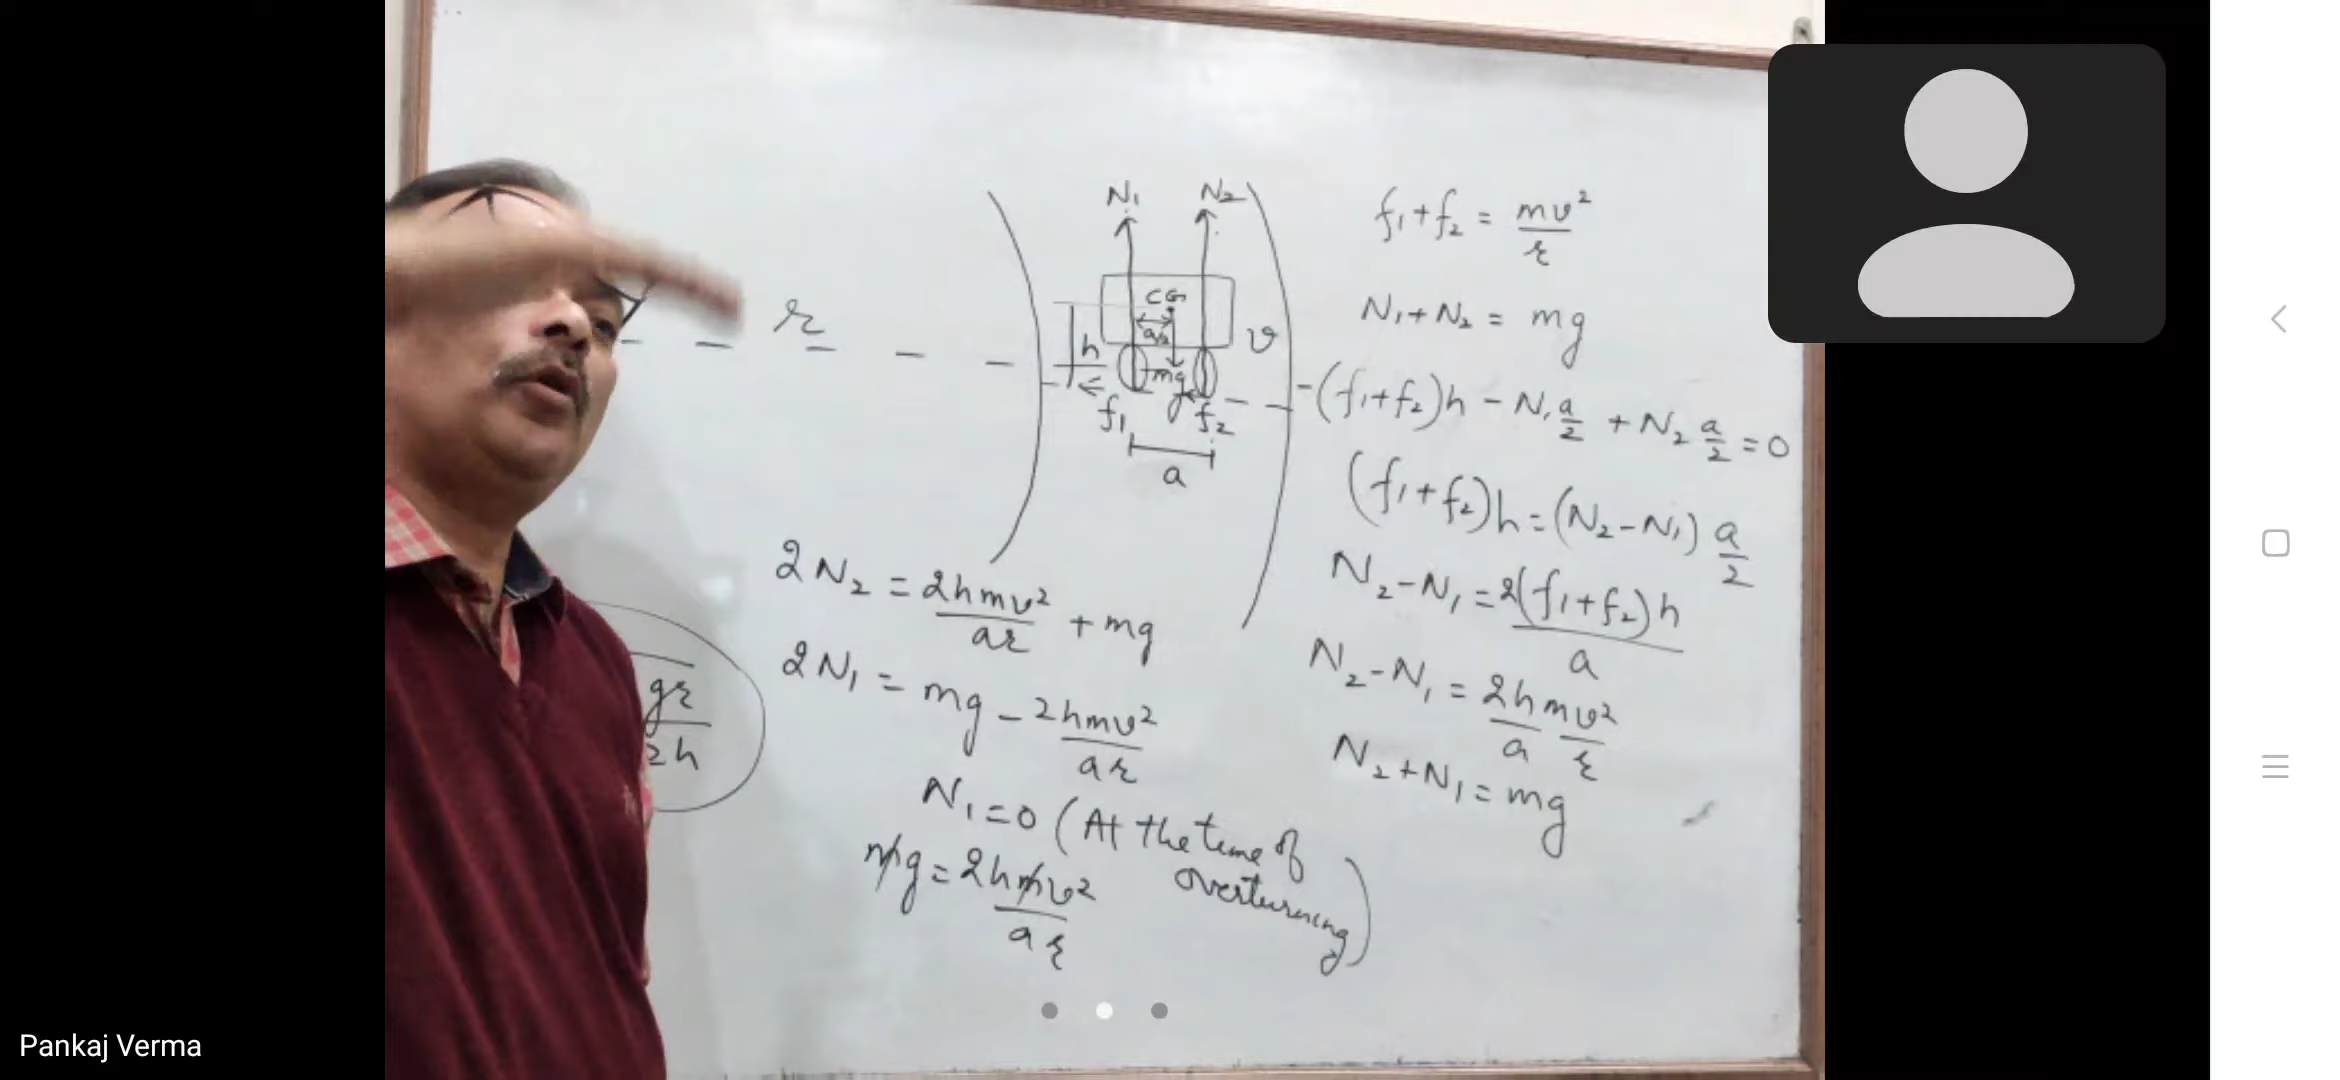 N₁ N₂
r
CG
a/2
h
mg
v
f₁ f₂
a
f₁+f₂ = mv²/r
N₁+N₂ = mg
-(f₁+f₂)h - N₁a/2 + N₂ a/2 = 0
(f₁+f₂)h = (N₂-N₁) a/2
N₂-N₁ = 2(f₁+f₂)h/a
N₂-N₁ = 2h/a mv²/r
N₂+N₁ = mg
2N₂ = 2hmv²/ar + mg
2N₁ = mg - 2hmv²/ar
N₁=0 (At the time of
overturning)
mg = 2hmv²/ar
gr/2h
Pankaj Verma